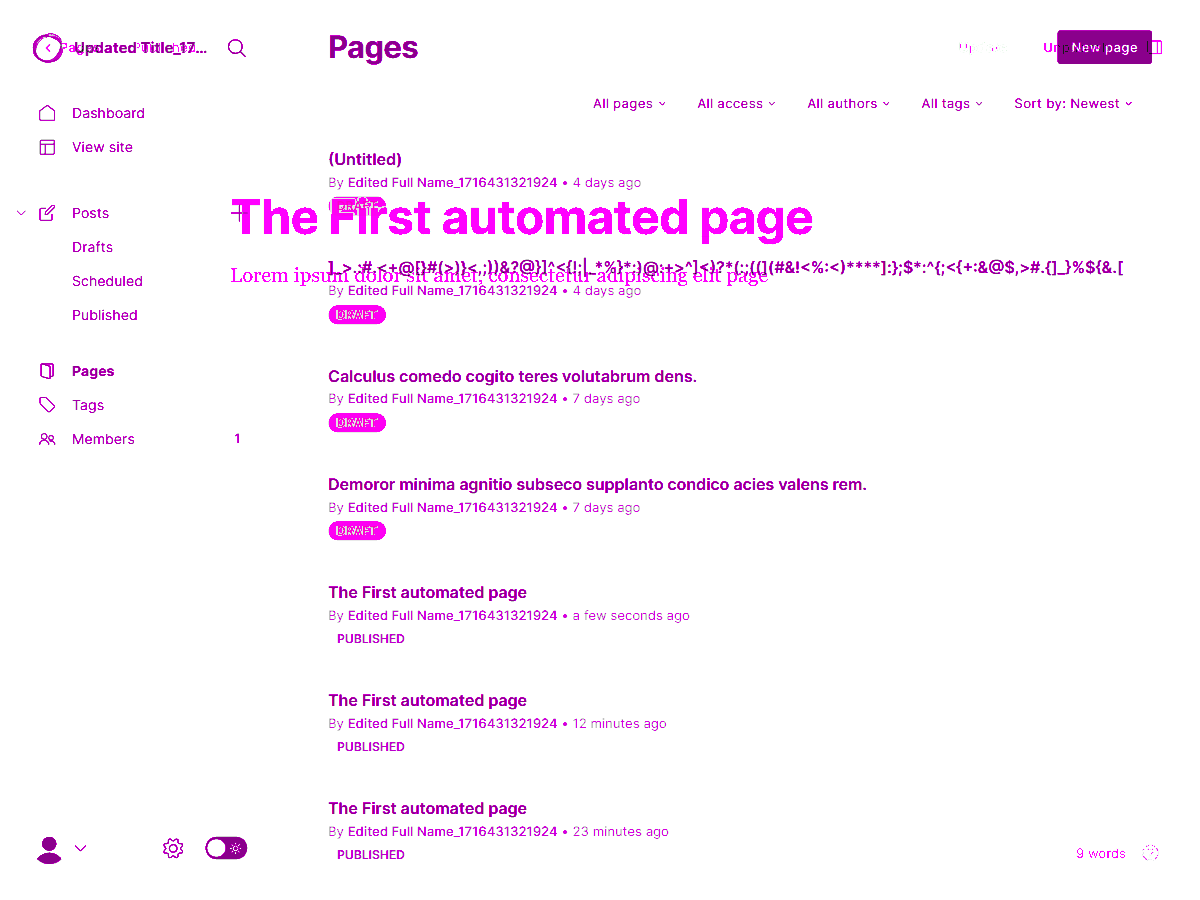 Updated Title_17...
Pages
New page
All pages
All access
All authors
All tags
Sort by: Newest
Dashboard
View site
Posts
Drafts
Scheduled
Published
Pages
Tags
Members
1
(Untitled)
By Edited Full Name_1716431321924 • 4 days ago
The First automated page
Lorem ipsum dolor sit amet, consectetur adipiscing elit page
By Edited Full Name_1716431321924 • 4 days ago
DRAFT
Calculus comedo cogito teres volutabrum dens.
By Edited Full Name_1716431321924 • 7 days ago
DRAFT
Demoror minima agnitio subseco supplanto condico acies valens rem.
By Edited Full Name_1716431321924 • 7 days ago
DRAFT
The First automated page
By Edited Full Name_1716431321924 • a few seconds ago
PUBLISHED
The First automated page
By Edited Full Name_1716431321924 • 12 minutes ago
PUBLISHED
The First automated page
By Edited Full Name_1716431321924 • 23 minutes ago
PUBLISHED
9 words